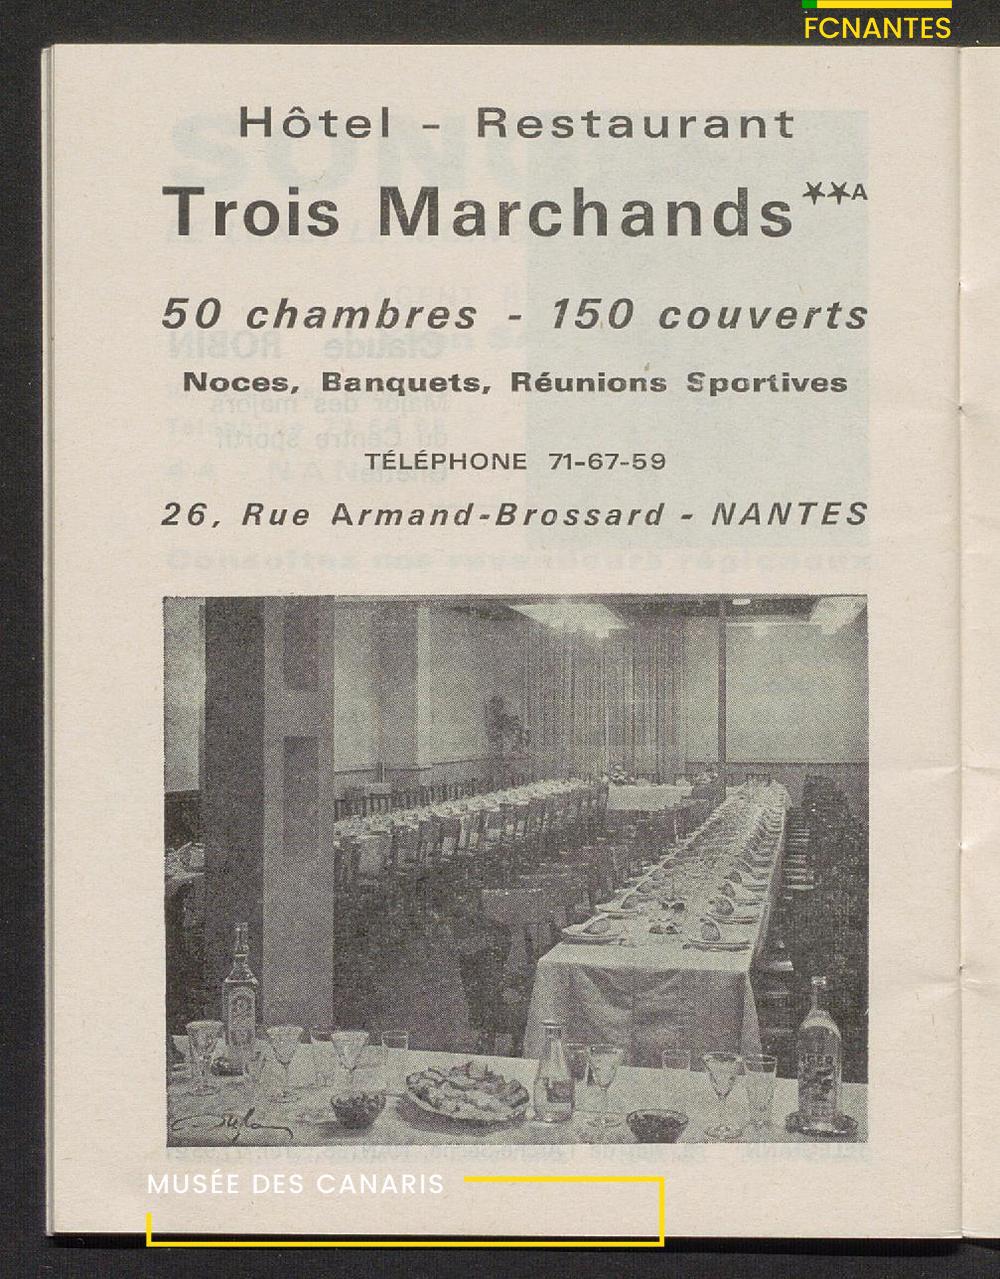 FCNANTES
Hôtel - Restaurant
Trois Marchands **A
50 chambres - 150 couverts
Noces, Banquets, Réunions Sportives
TÉLÉPHONE 71-67-59
26, Rue Armand-Brossard - NANTES
MUSÉE DES CANARIS